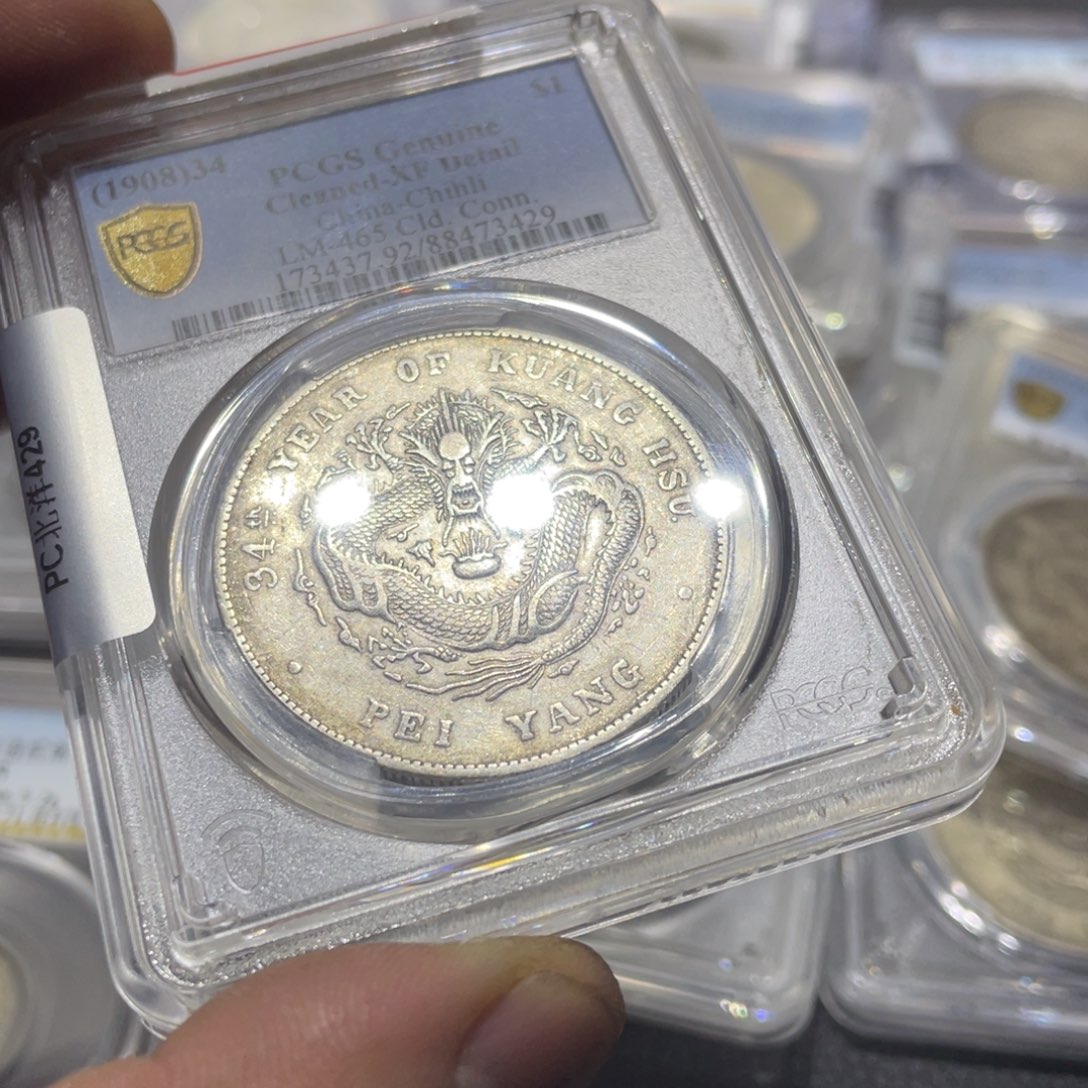 (1908)34
$1
PCGS Genuine
Cleaned-XF Detail
China-Chihli
LM-465 Cld. Conn.
173437.92/88473429
PCGS
PC北洋429
34TH YEAR OF KUANG HSU
PEI YANG
PCGS